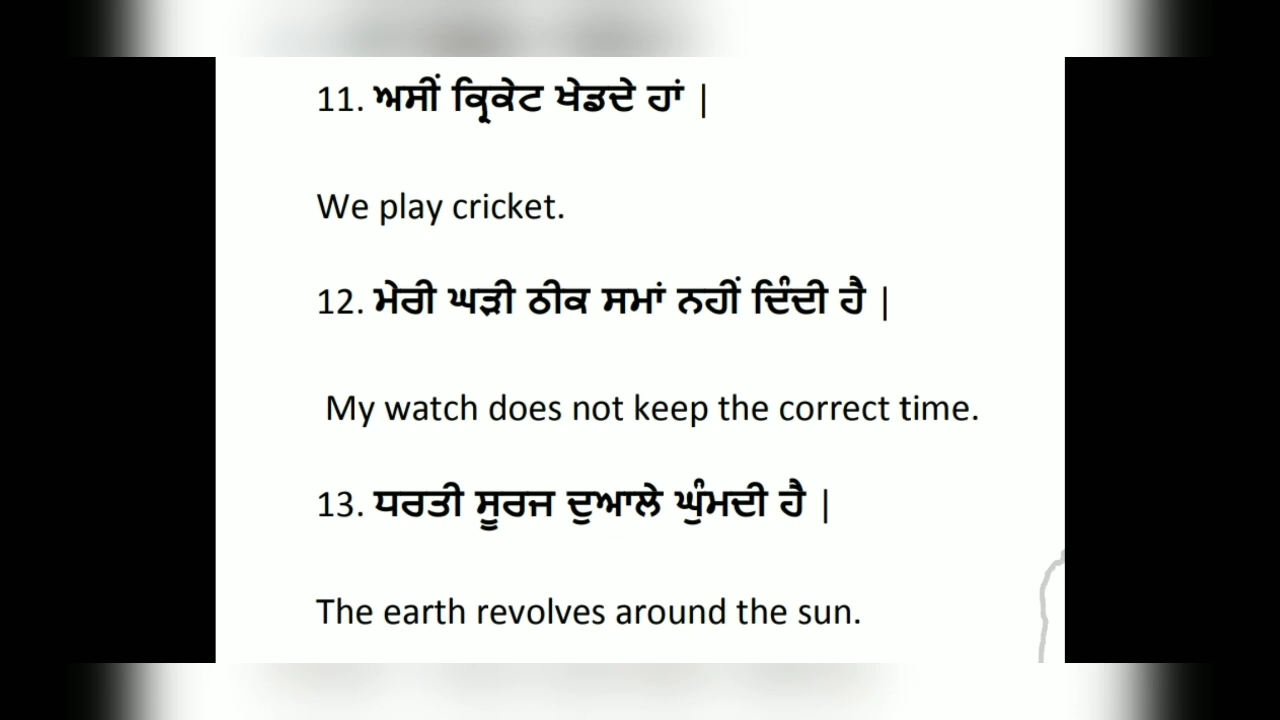 11. ਅਸੀਂ ਕ੍ਰਿਕੇਟ ਖੇਡਦੇ ਹਾਂ |
We play cricket.
12. ਮੇਰੀ ਘੜੀ ਠੀਕ ਸਮਾਂ ਨਹੀਂ ਦਿੰਦੀ ਹੈ |
My watch does not keep the correct time.
13. ਧਰਤੀ ਸੂਰਜ ਦੁਆਲੇ ਘੁੰਮਦੀ ਹੈ |
The earth revolves around the sun.